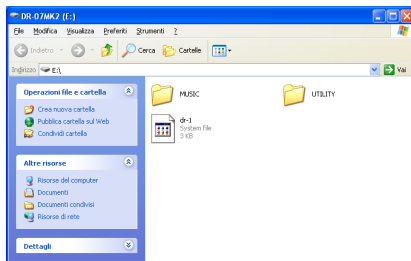 DR-07MK2 (E:)
File Modifica Visualizza Preferiti Strumenti ?
Indietro Cerca Cartelle
Indirizzo E:\ Vai
Operazioni file e cartella
Crea nuova cartella
Pubblica cartella sul Web
Condividi cartella
Altre risorse
Risorse del computer
Documenti
Documenti condivisi
Risorse di rete
Dettagli
MUSIC UTILITY
dr-1
System file
3 KB